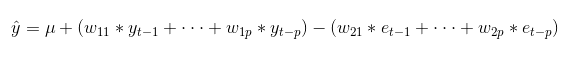 ŷ = μ + (w₁₁ * yₜ₋₁ + · · · + w₁ₚ * yₜ₋ₚ) − (w₂₁ * eₜ₋₁ + · · · + w₂ₚ * eₜ₋ₚ)